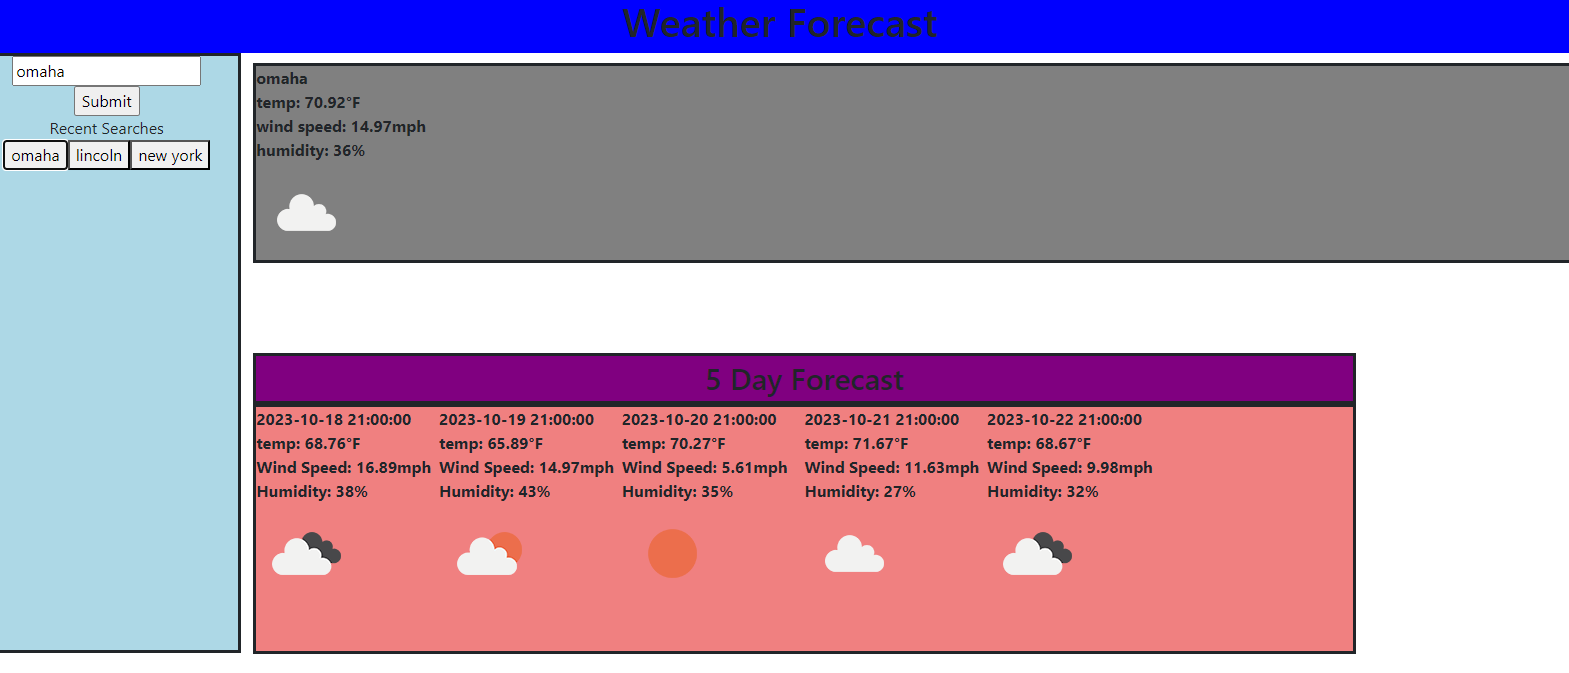 Weather Forecast
omaha
Submit
Recent Searches
omaha lincoln new york
omaha
temp: 70.92°F
wind speed: 14.97mph
humidity: 36%
5 Day Forecast
2023-10-18 21:00:00
temp: 68.76°F
Wind Speed: 16.89mph
Humidity: 38%
2023-10-19 21:00:00
temp: 65.89°F
Wind Speed: 14.97mph
Humidity: 43%
2023-10-20 21:00:00
temp: 70.27°F
Wind Speed: 5.61mph
Humidity: 35%
2023-10-21 21:00:00
temp: 71.67°F
Wind Speed: 11.63mph
Humidity: 27%
2023-10-22 21:00:00
temp: 68.67°F
Wind Speed: 9.98mph
Humidity: 32%